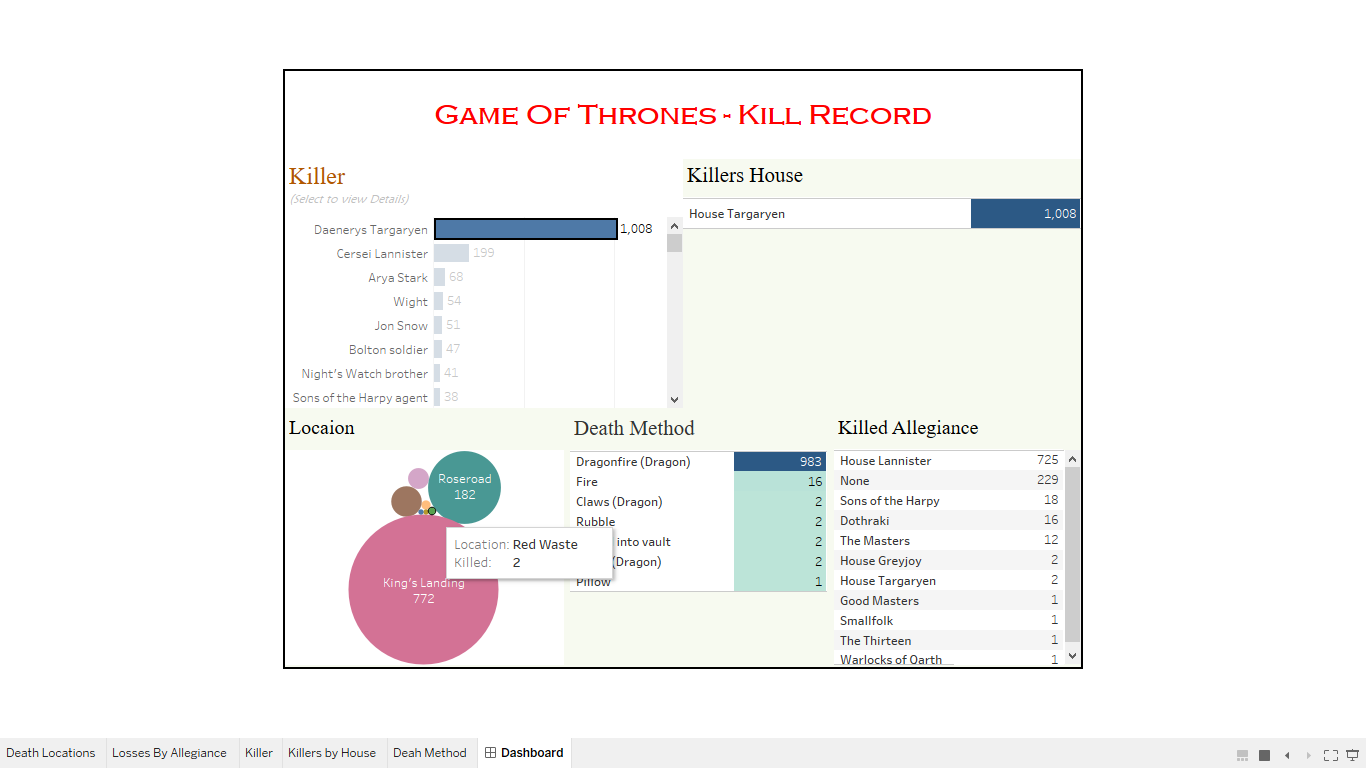 GAME OF THRONES - KILL RECORD
Killer
(Select to view Details)
Daenerys Targaryen 1,008
Cersei Lannister 199
Arya Stark 68
Wight 54
Jon Snow 51
Bolton soldier 47
Night's Watch brother 41
Sons of the Harpy agent 38
Killers House
House Targaryen 1,008
Locaion
Roseroad
182
King's Landing
772
Location: Red Waste
Killed: 2
Death Method
Dragonfire (Dragon) 983
Fire 16
Claws (Dragon) 2
Rubble 2
into vault 2
(Dragon) 2
Pillow 1
Killed Allegiance
House Lannister 725
None 229
Sons of the Harpy 18
Dothraki 16
The Masters 12
House Greyjoy 2
House Targaryen 2
Good Masters 1
Smallfolk 1
The Thirteen 1
Warlocks of Qarth 1
Death Locations Losses By Allegiance Killer Killers by House Deah Method Dashboard